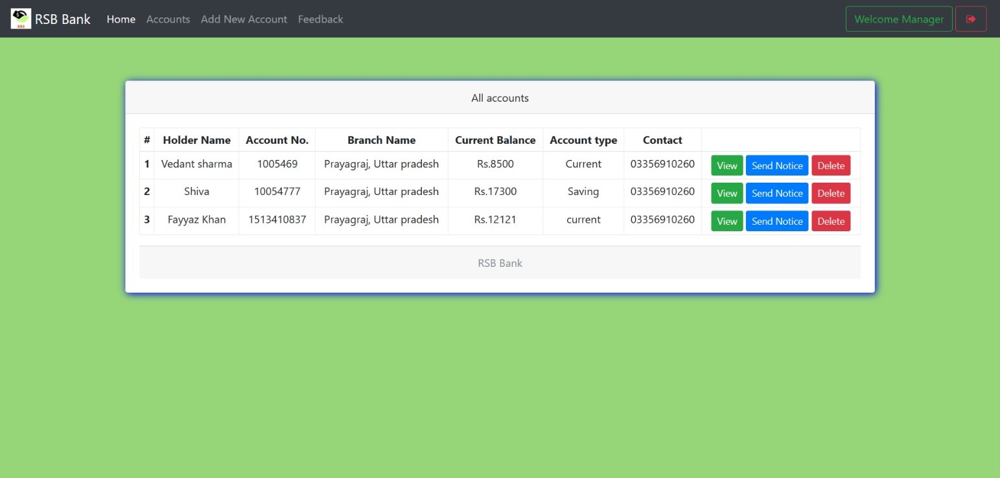 RSB Bank Home Accounts Add New Account Feedback Welcome Manager
All accounts
# Holder Name Account No. Branch Name Current Balance Account type Contact
1 Vedant sharma 1005469 Prayagraj, Uttar pradesh Rs.8500 Current 03356910260 View Send Notice Delete
2 Shiva 10054777 Prayagraj, Uttar pradesh Rs.17300 Saving 03356910260 View Send Notice Delete
3 Fayyaz Khan 1513410837 Prayagraj, Uttar pradesh Rs.12121 current 03356910260 View Send Notice Delete
RSB Bank